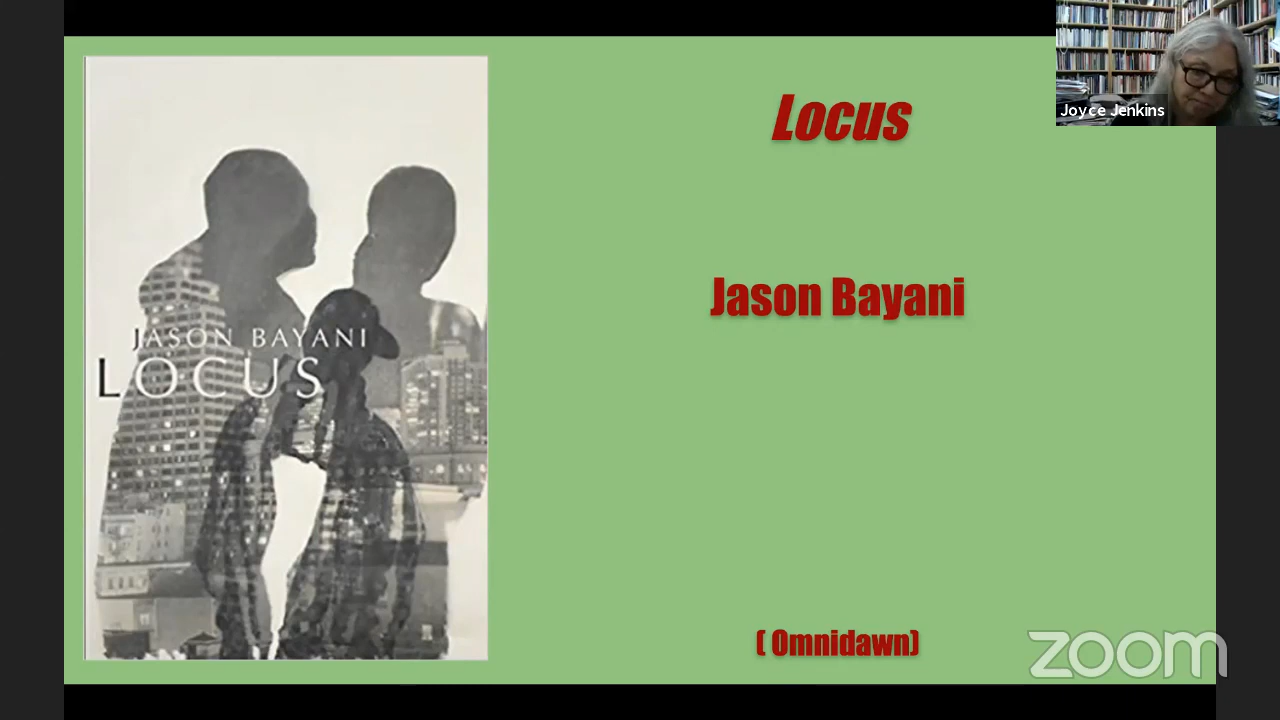 Locus
Joyce Jenkins
Jason Bayani
JASON BAYANI
LOCUS
( Omnidawn)
zoom